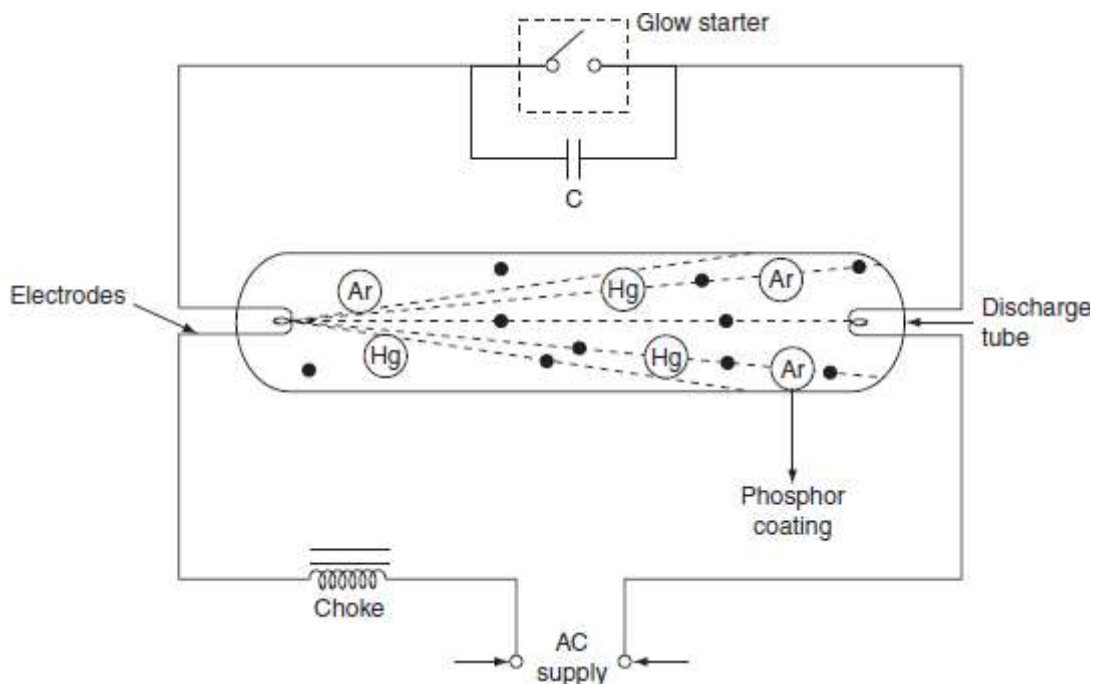 Glow starter
C
Ar
Hg
Ar
Electrodes
Discharge
tube
Hg
Hg
Ar
Phosphor
coating
Choke
AC
supply